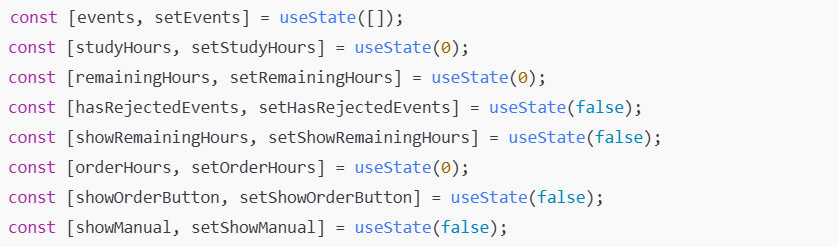 const [events, setEvents] = useState([]);
const [studyHours, setStudyHours] = useState(0);
const [remainingHours, setRemainingHours] = useState(0);
const [hasRejectedEvents, setHasRejectedEvents] = useState(false);
const [showRemainingHours, setShowRemainingHours] = useState(false);
const [orderHours, setOrderHours] = useState(0);
const [showOrderButton, setShowOrderButton] = useState(false);
const [showManual, setShowManual] = useState(false);